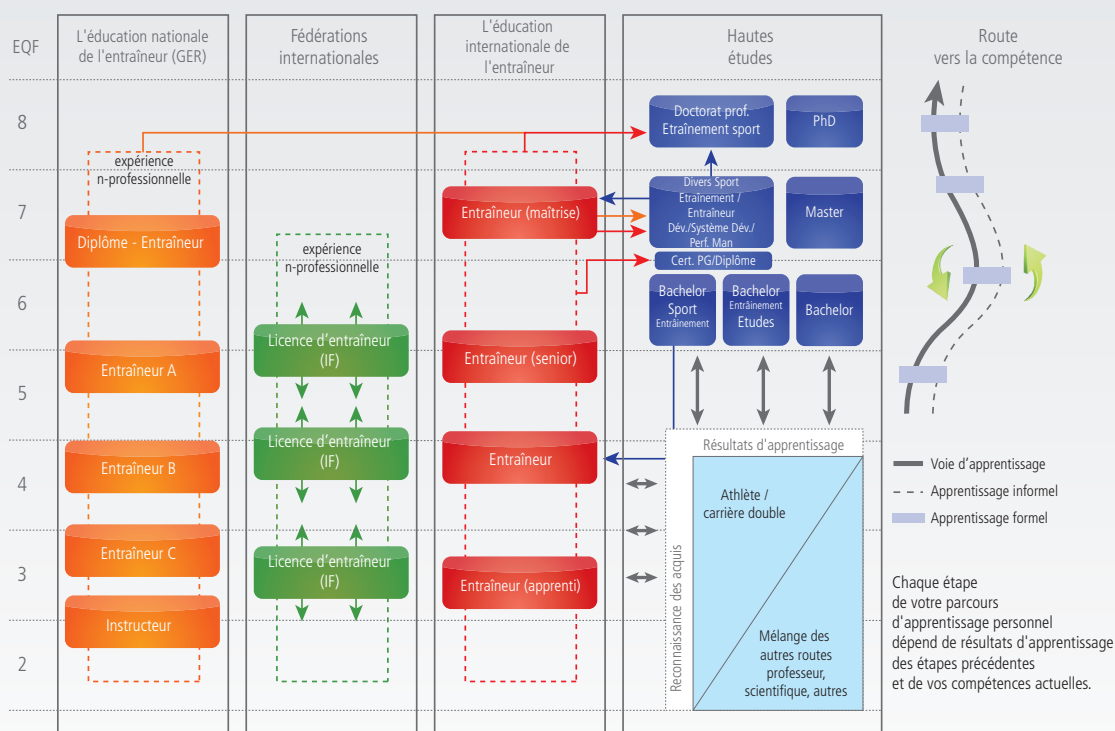 EQF
L'éducation nationale
de l'entraîneur (GER)
Fédérations
internationales
L'éducation
internationale de
l'entraîneur
Hautes
études
Route
vers la compétence
8
7
6
5
4
3
2
expérience
n-professionnelle
Diplôme - Entraîneur
Entraîneur A
Entraîneur B
Entraîneur C
Instructeur
expérience
n-professionnelle
Licence d'entraîneur
(IF)
Licence d'entraîneur
(IF)
Licence d'entraîneur
(IF)
Entraîneur (maîtrise)
Entraîneur (senior)
Entraîneur
Entraîneur (apprenti)
Doctorat prof.
Etraînement sport
PhD
Divers Sport
Etraînement /
Entraîneur
Dév./Système Dév./
Perf. Man
Master
Cert. PG/Diplôme
Bachelor
Sport
Entrâinement
Bachelor
Entrâinement
Etudes
Bachelor
Résultats d'apprentissage
Reconnaissance des acquis
Athlète /
carrière double
Mélange des
autres routes
professeur,
scientifique, autres
Voie d'apprentissage
Apprentissage informel
Apprentissage formel
Chaque étape
de votre parcours
d'apprentissage personnel
dépend de résultats d'apprentissage
des étapes précédentes
et de vos compétences actuelles.